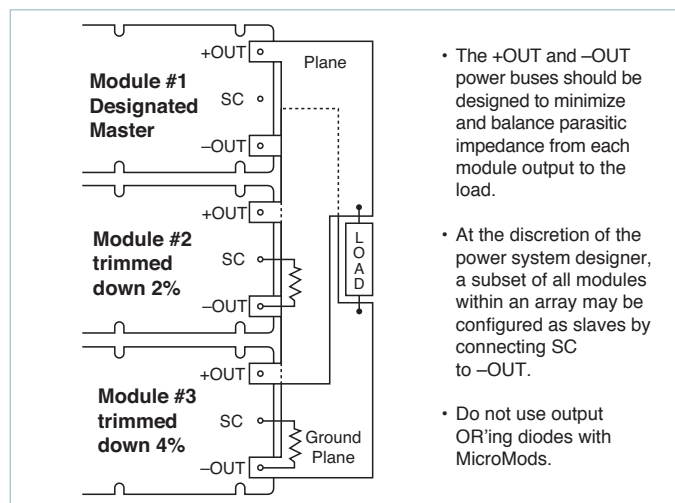 +OUT
Plane
Module #1
Designated
Master
SC
–OUT
+OUT
Module #2
trimmed
down 2%
SC
–OUT
LOAD
+OUT
Module #3
trimmed
down 4%
SC
Ground
Plane
–OUT
• The +OUT and –OUT
power buses should be
designed to minimize
and balance parasitic
impedance from each
module output to the
load.
• At the discretion of the
power system designer,
a subset of all modules
within an array may be
configured as slaves by
connecting SC
to –OUT.
• Do not use output
OR'ing diodes with
MicroMods.